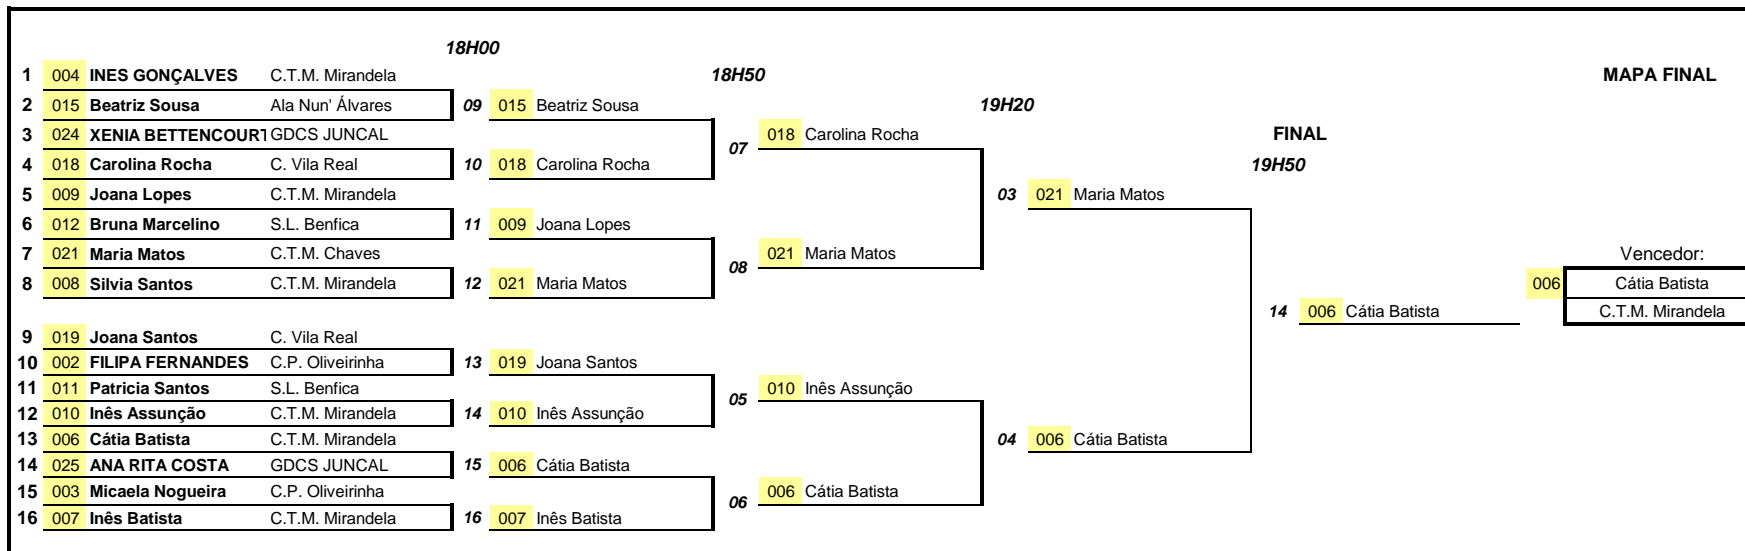 18H00
1 004 INES GONÇALVES C.T.M. Mirandela 18H50 MAPA FINAL
2 015 Beatriz Sousa Ala Nun' Álvares 09 015 Beatriz Sousa 19H20
3 024 XENIA BETTENCOURT GDCS JUNCAL 018 Carolina Rocha FINAL
07
4 018 Carolina Rocha C. Vila Real 10 018 Carolina Rocha 19H50
5 009 Joana Lopes C.T.M. Mirandela 03 021 Maria Matos
6 012 Bruna Marcelino S.L. Benfica 11 009 Joana Lopes
7 021 Maria Matos C.T.M. Chaves 021 Maria Matos Vencedor:
08
8 008 Silvia Santos C.T.M. Mirandela 12 021 Maria Matos 006 Cátia Batista
14 006 Cátia Batista C.T.M. Mirandela
9 019 Joana Santos C. Vila Real
10 002 FILIPA FERNANDES C.P. Oliveirinha 13 019 Joana Santos
11 011 Patricia Santos S.L. Benfica 010 Inês Assunção
05
12 010 Inês Assunção C.T.M. Mirandela 14 010 Inês Assunção
13 006 Cátia Batista C.T.M. Mirandela 04 006 Cátia Batista
14 025 ANA RITA COSTA GDCS JUNCAL 15 006 Cátia Batista
15 003 Micaela Nogueira C.P. Oliveirinha 006 Cátia Batista
06
16 007 Inês Batista C.T.M. Mirandela 16 007 Inês Batista